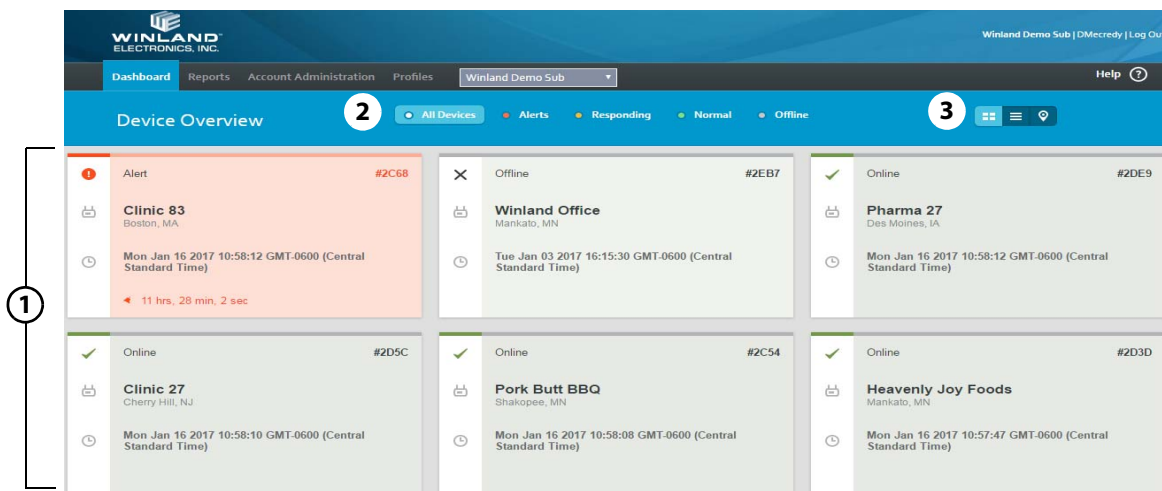 WINLAND
ELECTRONICS, INC.
Winland Demo Sub | DMecredy | Log Ou
Dashboard Reports Account Administration Profiles Winland Demo Sub Help ?
Device Overview 2 All Devices Alerts Responding Normal Offline 3
1
Alert #2C68
Clinic 83
Boston, MA
Mon Jan 16 2017 10:58:12 GMT-0600 (Central
Standard Time)
11 hrs, 28 min, 2 sec
Offline #2EB7
Winland Office
Mankato, MN
Tue Jan 03 2017 16:15:30 GMT-0600 (Central
Standard Time)
Online #2DE9
Pharma 27
Des Moines, IA
Mon Jan 16 2017 10:58:12 GMT-0600 (Central
Standard Time)
Online #2D5C
Clinic 27
Cherry Hill, NJ
Mon Jan 16 2017 10:58:10 GMT-0600 (Central
Standard Time)
Online #2C54
Pork Butt BBQ
Shakopee, MN
Mon Jan 16 2017 10:58:08 GMT-0600 (Central
Standard Time)
Online #2D3D
Heavenly Joy Foods
Mankato, MN
Mon Jan 16 2017 10:57:47 GMT-0600 (Central
Standard Time)